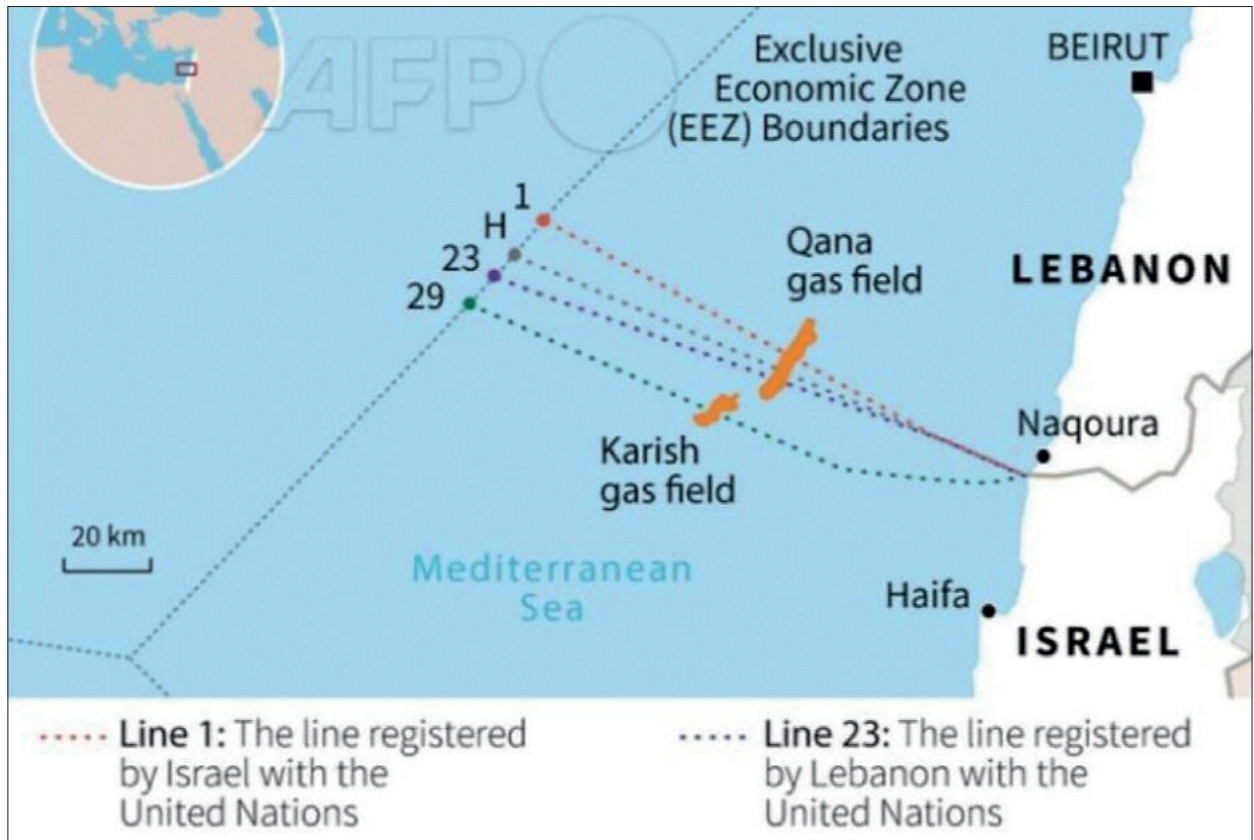 AFP
Exclusive
Economic Zone
(EEZ) Boundaries
BEIRUT
1
H
23
29
Qana
gas field
LEBANON
Karish
gas field
Naqoura
20 km
Mediterranean
Sea
Haifa
ISRAEL
Line 1: The line registered
by Israel with the
United Nations
Line 23: The line registered
by Lebanon with the
United Nations